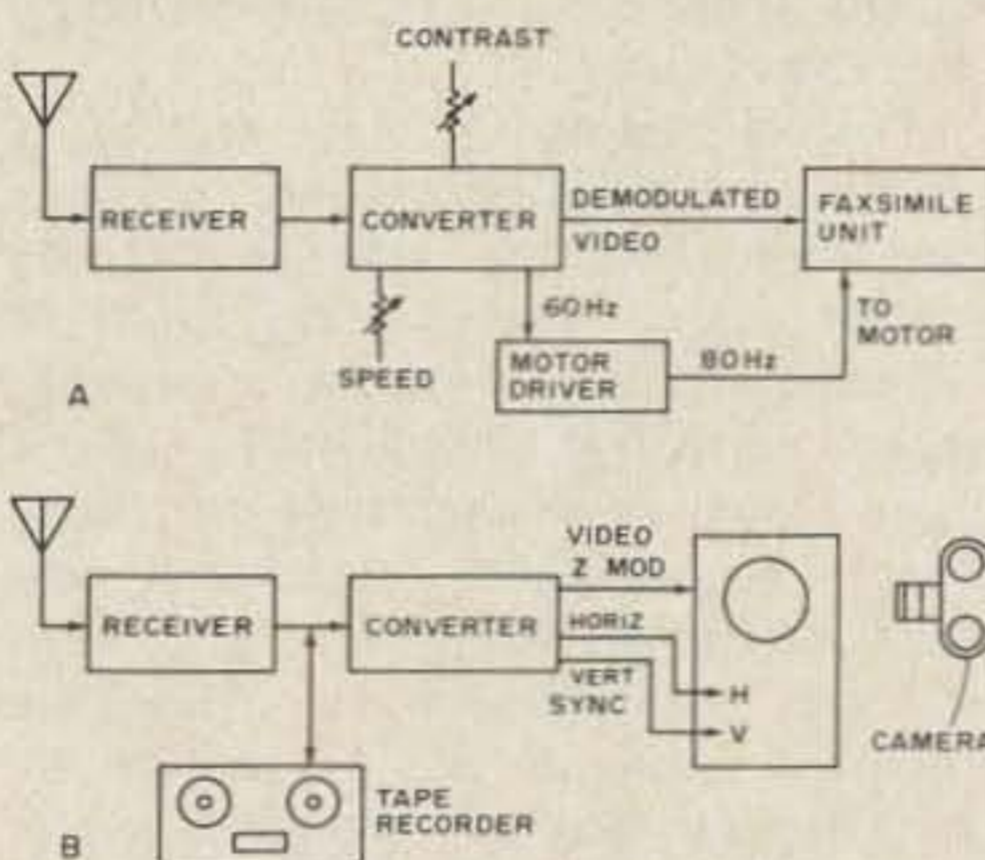 CONTRAST
RECEIVER
CONVERTER
DEMODULATED
VIDEO
FAXSIMILE
UNIT
60 Hz
TO
MOTOR
SPEED
MOTOR
DRIVER
80 Hz
A
VIDEO
Z MOD
RECEIVER
CONVERTER
HORIZ
VERT
SYNC
H
V
CAMERA
TAPE
RECORDER
B